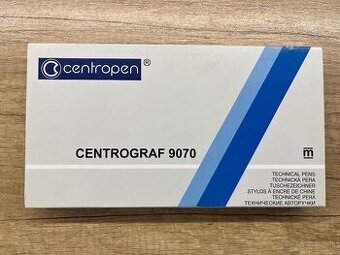 centropen®
CENTROGRAF 9070
m
TECHNICAL PENS
TECHNICKÁ PERA
TUSCHEZEICHNER
STYLOS À ENCRE DE CHINE
TECHNICKÉ PERÁ
ТЕХНИЧЕСКИЕ АВТОРУЧКИ